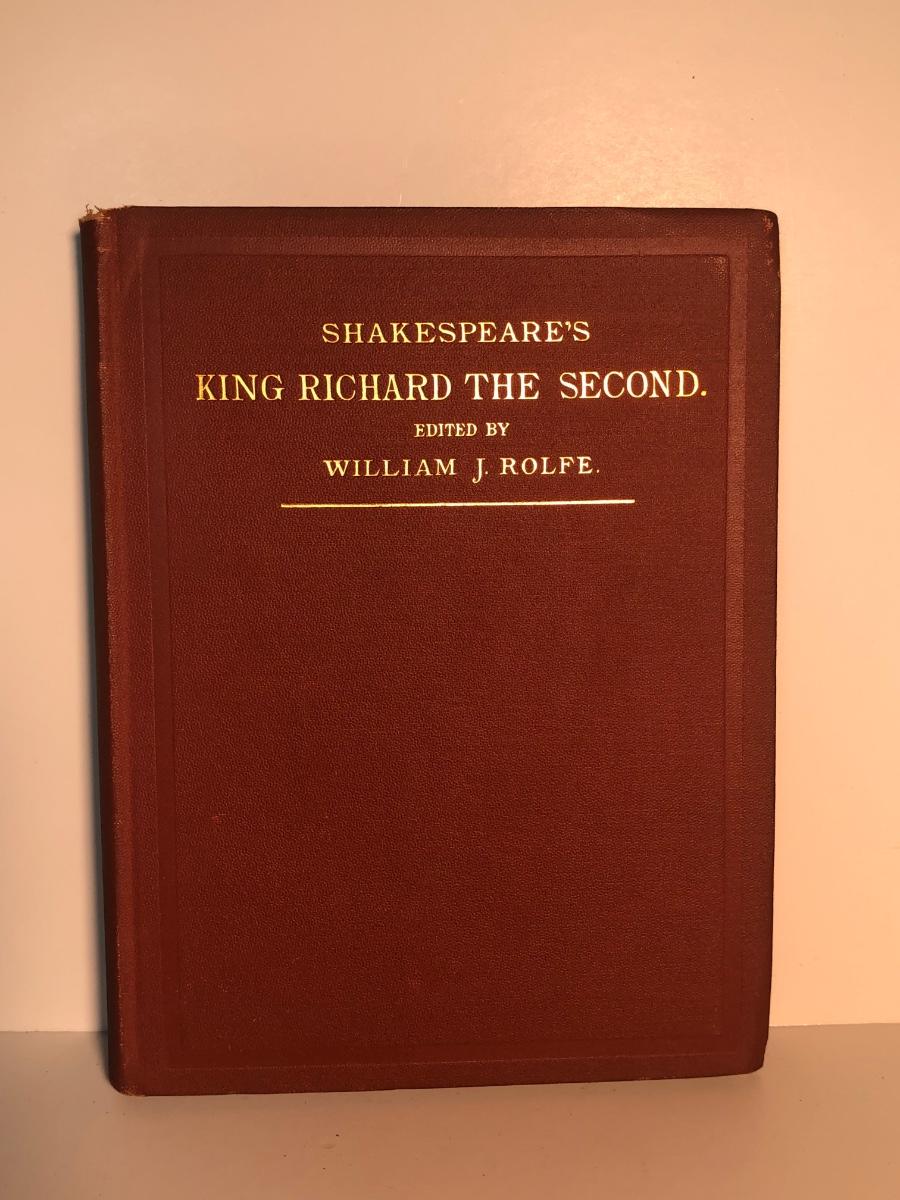 SHAKESPEARE'S
KING RICHARD THE SECOND.
EDITED BY
WILLIAM J. ROLFE.